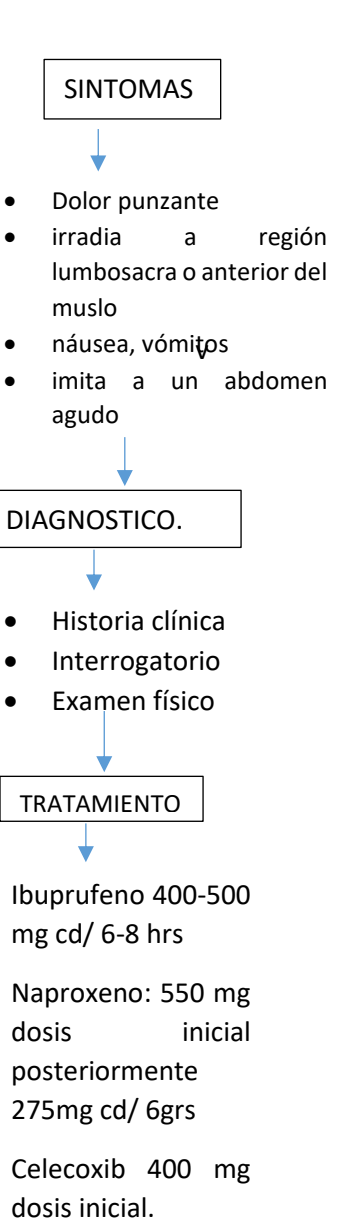 SINTOMAS
• Dolor punzante
• irradia a región
lumbosacra o anterior del
muslo
• náusea, vómitos
v
• imita a un abdomen
agudo
DIAGNOSTICO.
• Historia clínica
• Interrogatorio
• Examen físico
TRATAMIENTO
Ibuprufeno 400-500
mg cd/ 6-8 hrs
Naproxeno: 550 mg
dosis inicial
posteriormente
275mg cd/ 6grs
Celecoxib 400 mg
dosis inicial.